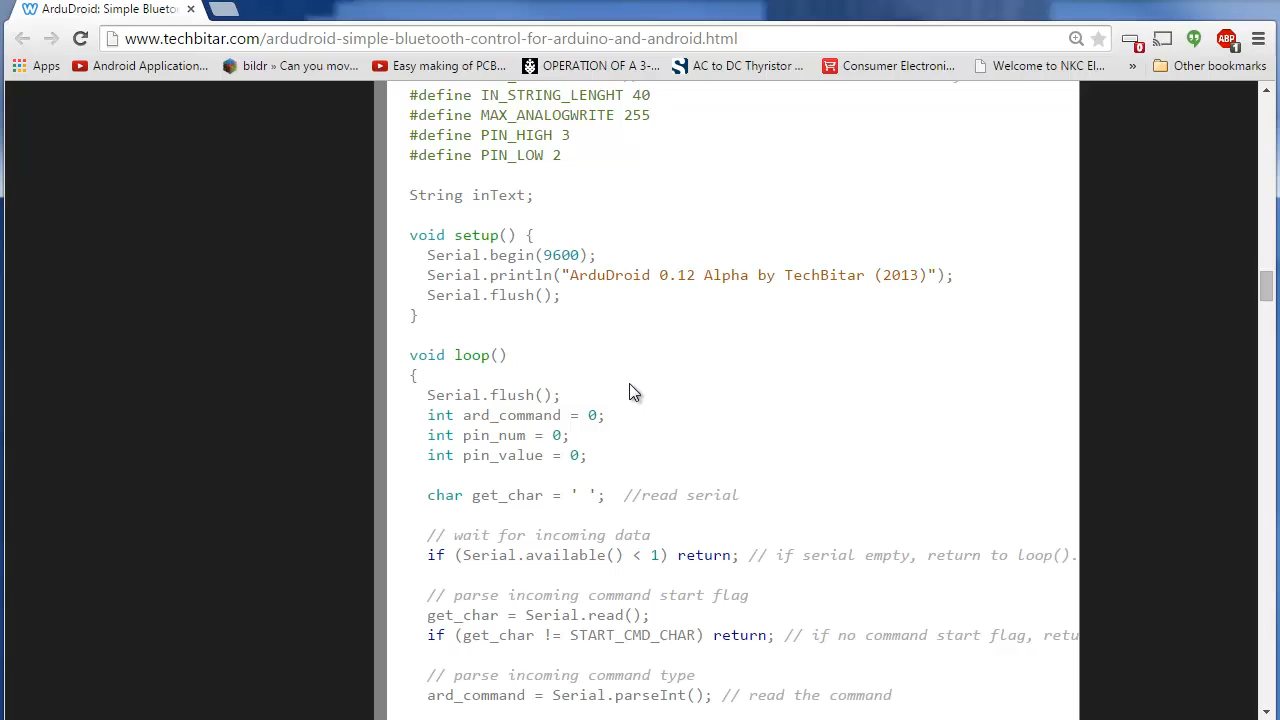 ArduDroid: Simple Blueto
www.techbitar.com/ardudroid-simple-bluetooth-control-for-arduino-and-android.html
ABP
0
1
Apps
Android Application...
bildr » Can you mov...
Easy making of PCB...
OPERATION OF A 3-...
AC to DC Thyristor ...
Consumer Electroni...
Welcome to NKC El...
»
Other bookmarks
#define IN_STRING_LENGHT 40
#define MAX_ANALOGWRITE 255
#define PIN_HIGH 3
#define PIN_LOW 2
String inText;
void setup() {
Serial.begin(9600);
Serial.println("ArduDroid 0.12 Alpha by TechBitar (2013)");
Serial.flush();
}
void loop()
{
Serial.flush();
int ard_command = 0;
int pin_num = 0;
int pin_value = 0;
char get_char = ' ';  //read serial
// wait for incoming data
if (Serial.available() < 1) return; // if serial empty, return to loop().
// parse incoming command start flag
get_char = Serial.read();
if (get_char != START_CMD_CHAR) return; // if no command start flag, retu
// parse incoming command type
ard_command = Serial.parseInt(); // read the command